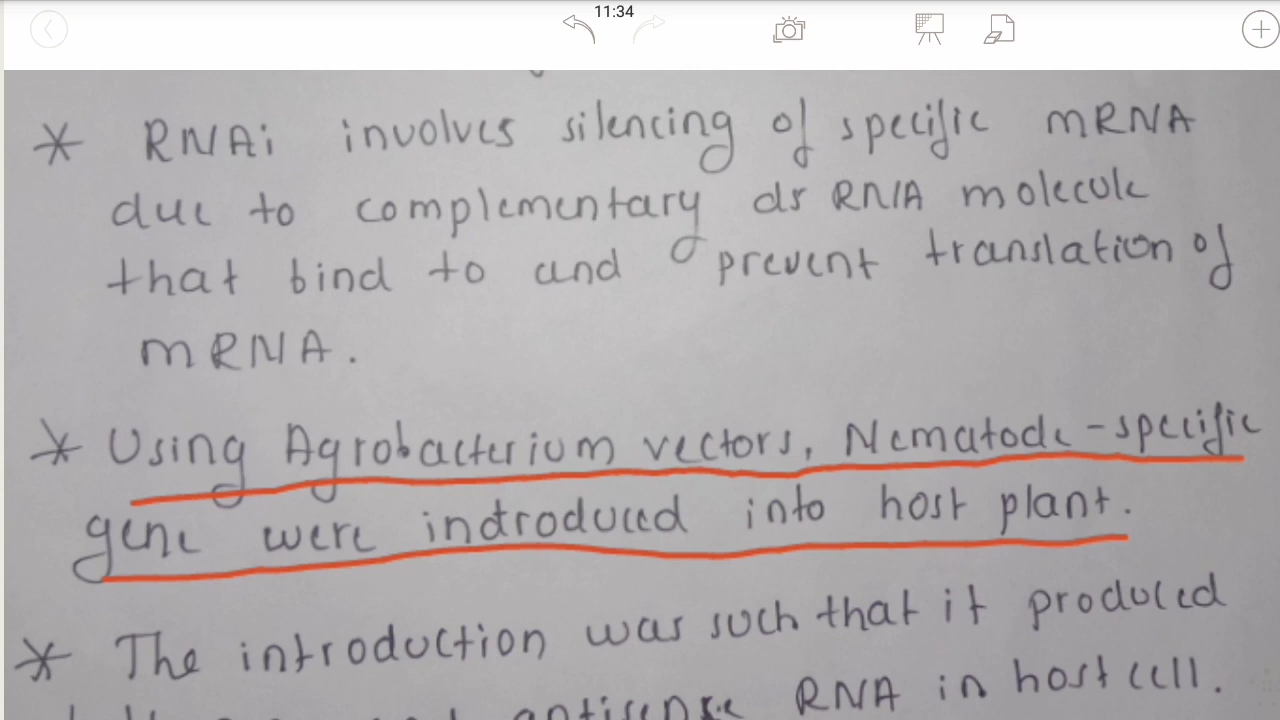 11:34
* RNAi involves silencing of specific mRNA
due to complementary ds RNA molecule
that bind to and prevent translation of
mRNA.
* Using Agrobacterium vectors, Nematode-specific
gene were indtroduced into host plant.
* The introduction was such that it produced
antisense RNA in host cell.